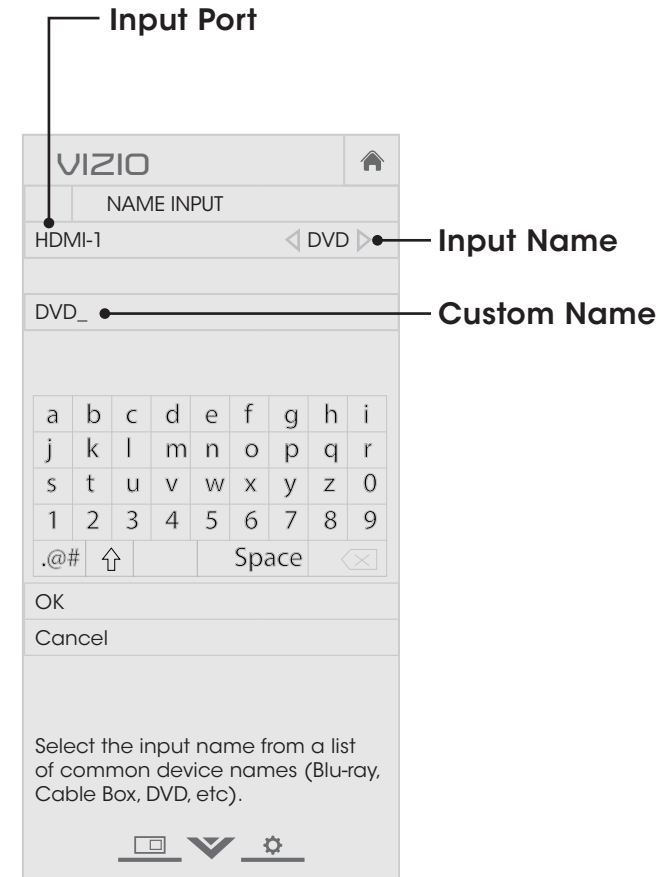 Input Port
VIZIO
NAME INPUT
HDMI-1 DVD Input Name
DVD_ Custom Name
a b c d e f g h i
j k l m n o p q r
s t u v w x y z 0
1 2 3 4 5 6 7 8 9
.@# Space
OK
Cancel
Select the input name from a list
of common device names (Blu-ray,
Cable Box, DVD, etc).